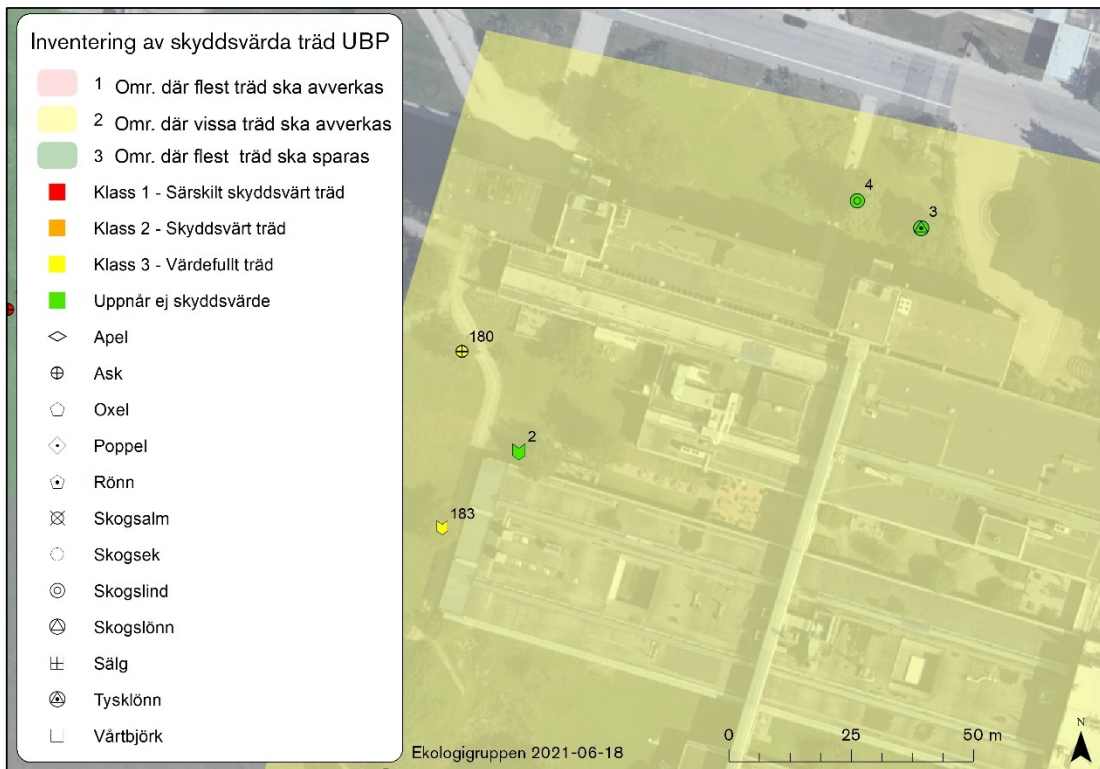 Inventering av skyddsvärda träd UBP
1 Omr. där flest träd ska avverkas
2 Omr. där vissa träd ska avverkas
3 Omr. där flest träd ska sparas
Klass 1 - Särskilt skyddsvärt träd
Klass 2 - Skyddsvärt träd
Klass 3 - Värdefullt träd
Uppnår ej skyddsvärde
Apel
Ask
Oxel
Poppel
Rönn
Skogsalm
Skogsek
Skogslind
Skogslönn
Sälg
Tysklönn
Vårtbjörk
4
3
180
2
183
Ekologigruppen 2021-06-18
0 25 50 m
N